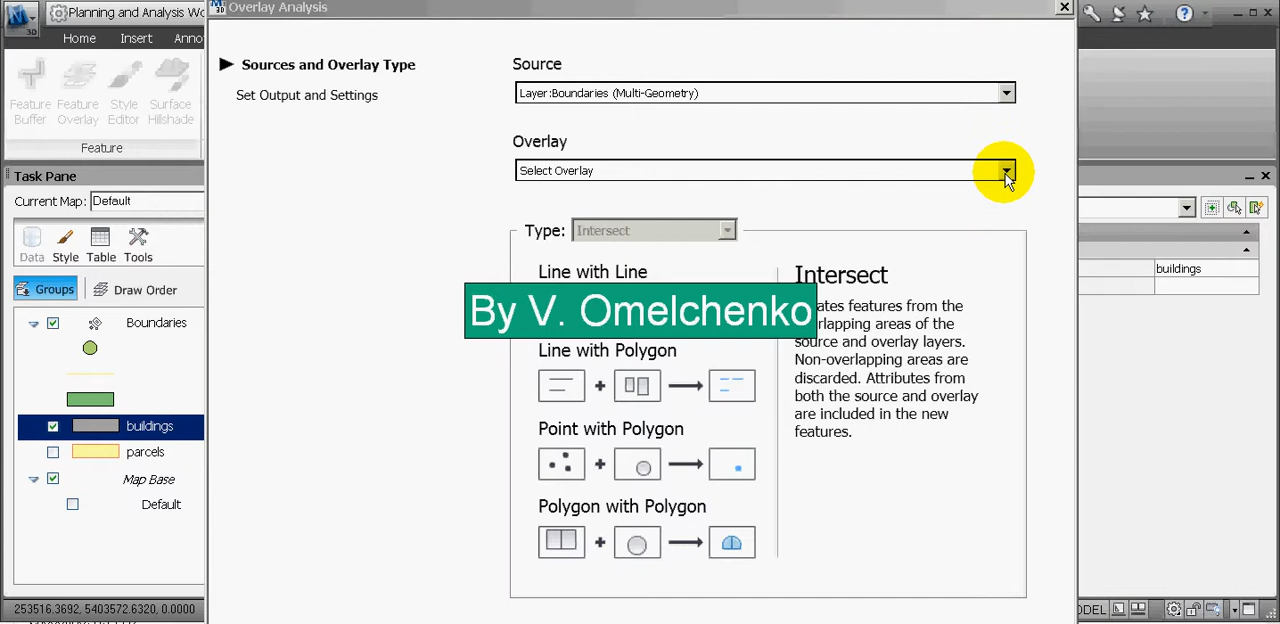 Planning and Analysis Wo
Overlay Analysis
Home Insert Anno
Feature Buffer
Feature Overlay
Style Editor
Surface Hillshade
Feature
Task Pane
Current Map: Default
Data Style Table Tools
Groups Draw Order
Boundaries
buildings
parcels
Map Base
Default
253516.3692, 5403572.6320, 0.0000
Sources and Overlay Type
Set Output and Settings
Source
Layer:Boundaries (Multi-Geometry)
Overlay
Select Overlay
Type: Intersect
Line with Line
By V. Omelchenko
Line with Polygon
Point with Polygon
Polygon with Polygon
Intersect
ates features from the
rlapping areas of the
source and overlay layers.
Non-overlapping areas are
discarded. Attributes from
both the source and overlay
are included in the new
features.
buildings
ODEL